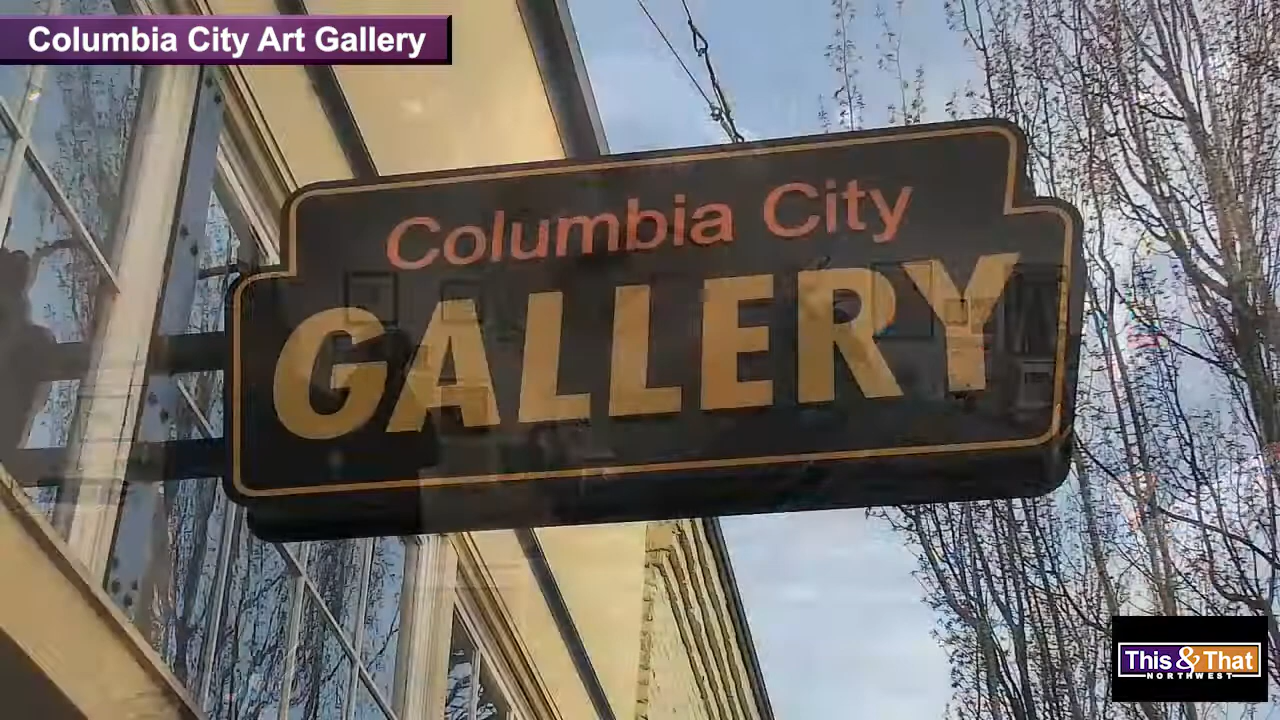 Columbia City Art Gallery
Columbia City
GALLERY
This & That
NORTHWEST